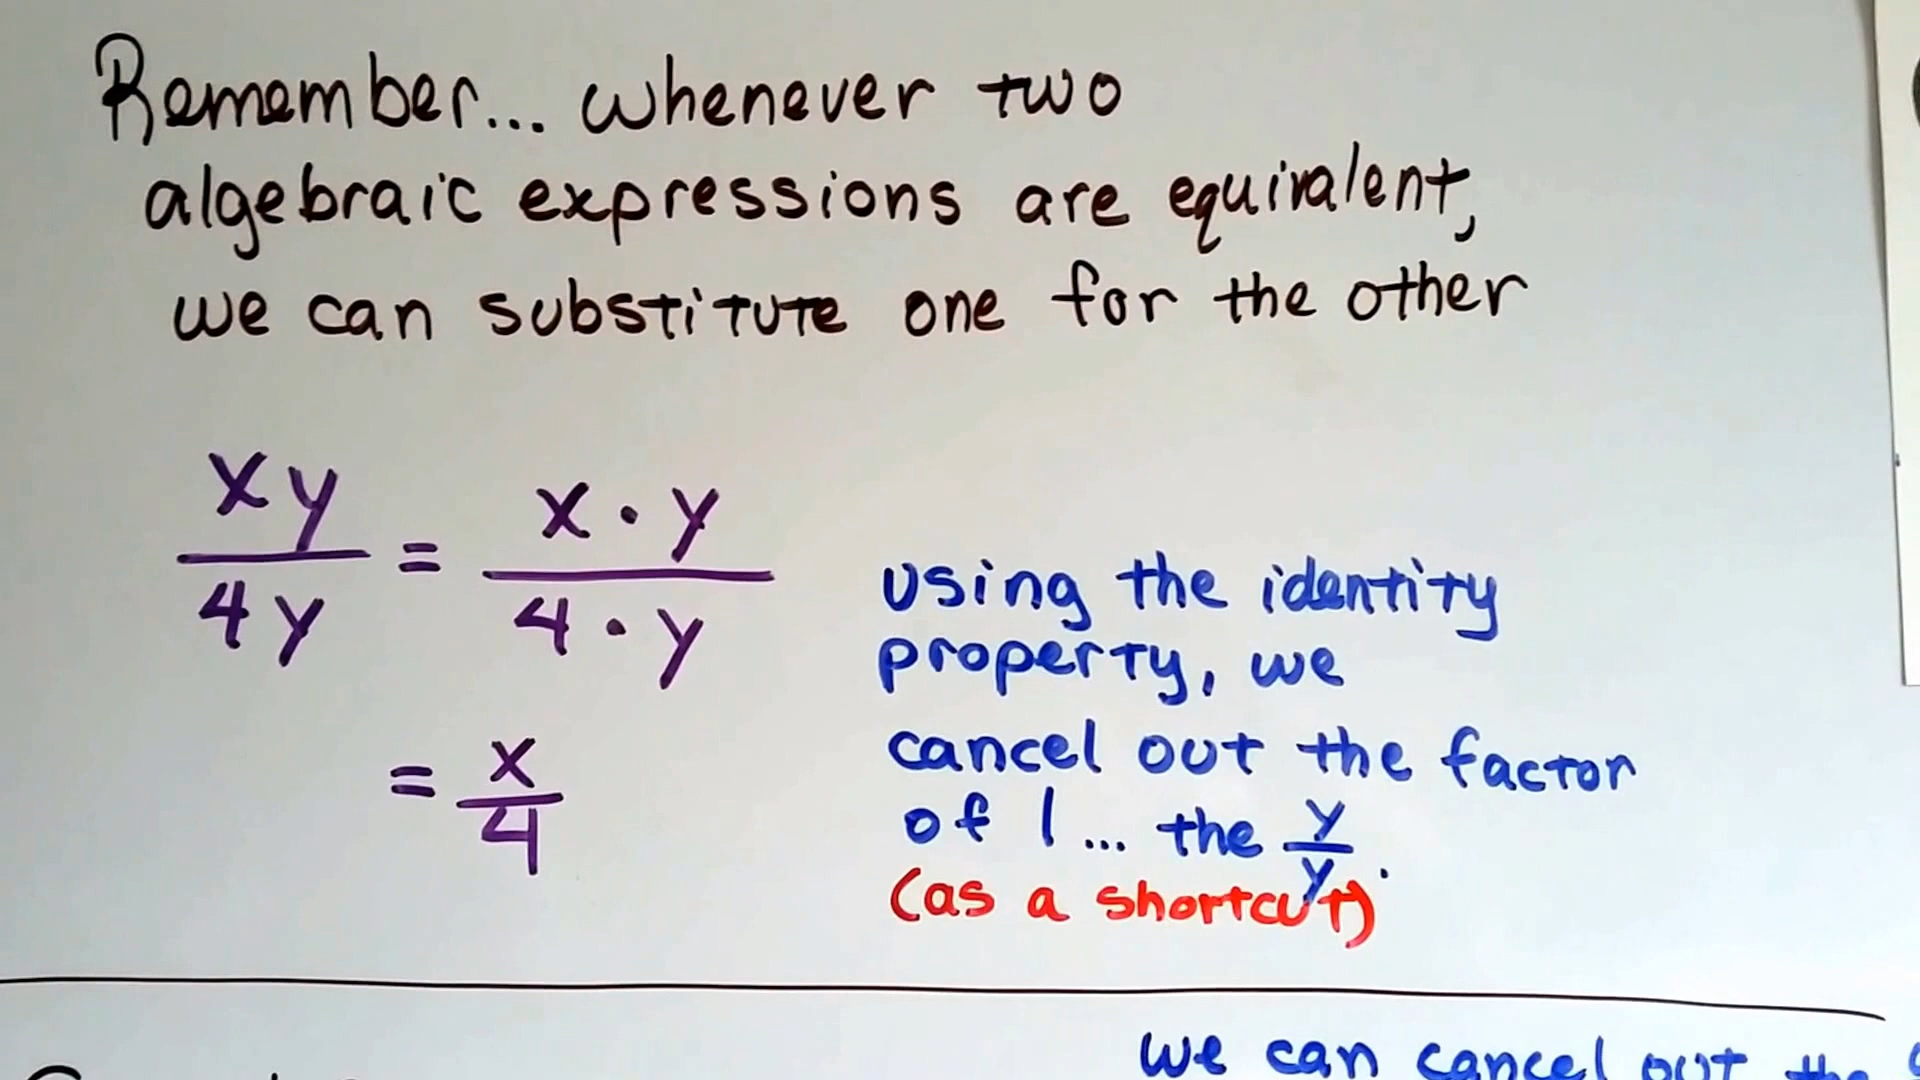 Remember... whenever two
algebraic expressions are equivalent,
we can substitute one for the other
xy/4y = x · y/4 · y
= x/4
using the identity
property, we
cancel out the factor
of 1... the y/y.
(as a shortcut)
we can cancel out the